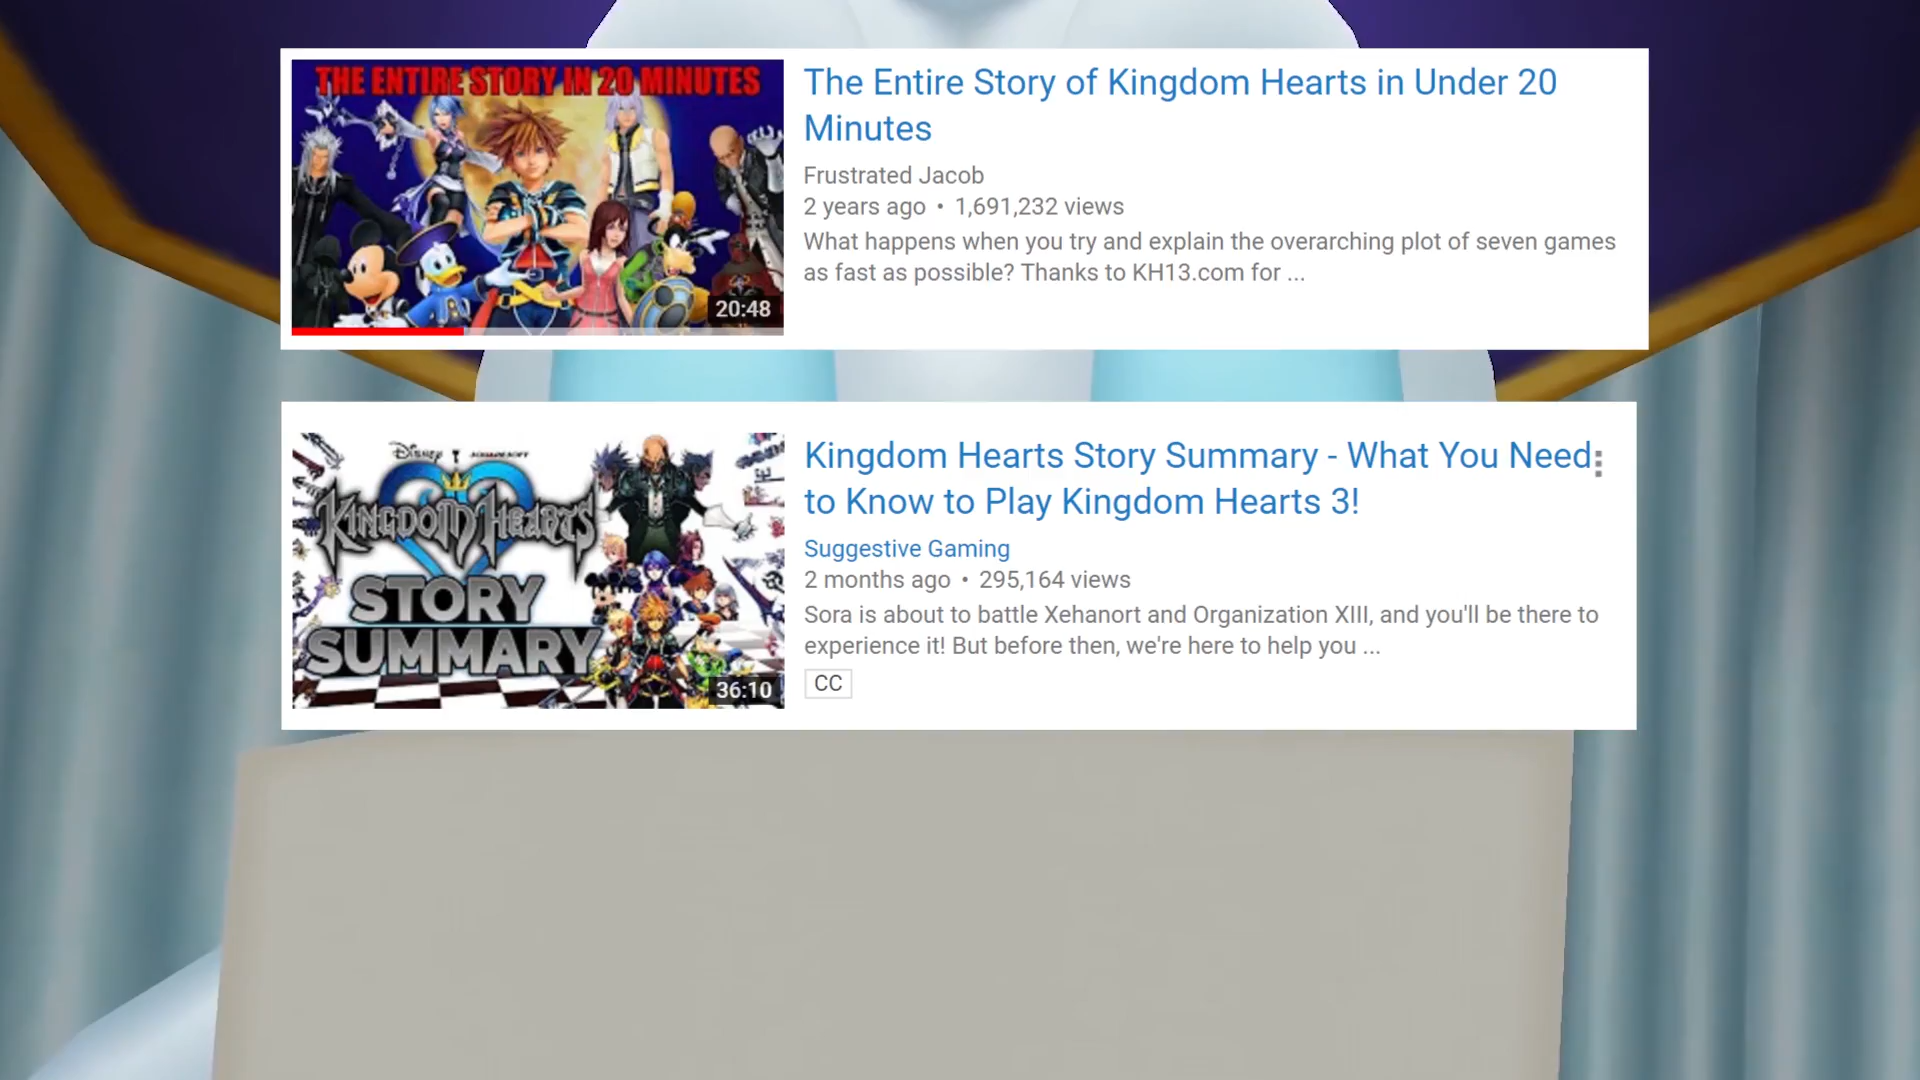 THE ENTIRE STORY IN 20 MINUTES
20:48
The Entire Story of Kingdom Hearts in Under 20
Minutes
Frustrated Jacob
2 years ago • 1,691,232 views
What happens when you try and explain the overarching plot of seven games
as fast as possible? Thanks to KH13.com for ...
Disney SQUARESOFT
KINGDOM HEARTS
STORY
SUMMARY
36:10
Kingdom Hearts Story Summary - What You Need
to Know to Play Kingdom Hearts 3!
Suggestive Gaming
2 months ago • 295,164 views
Sora is about to battle Xehanort and Organization XIII, and you'll be there to
experience it! But before then, we're here to help you ...
CC